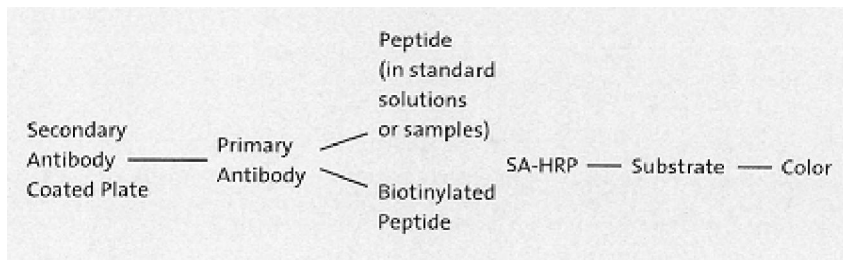 Secondary
Antibody
Coated Plate
Primary
Antibody
Peptide
(in standard
solutions
or samples)
Biotinylated
Peptide
SA-HRP
Substrate
Color